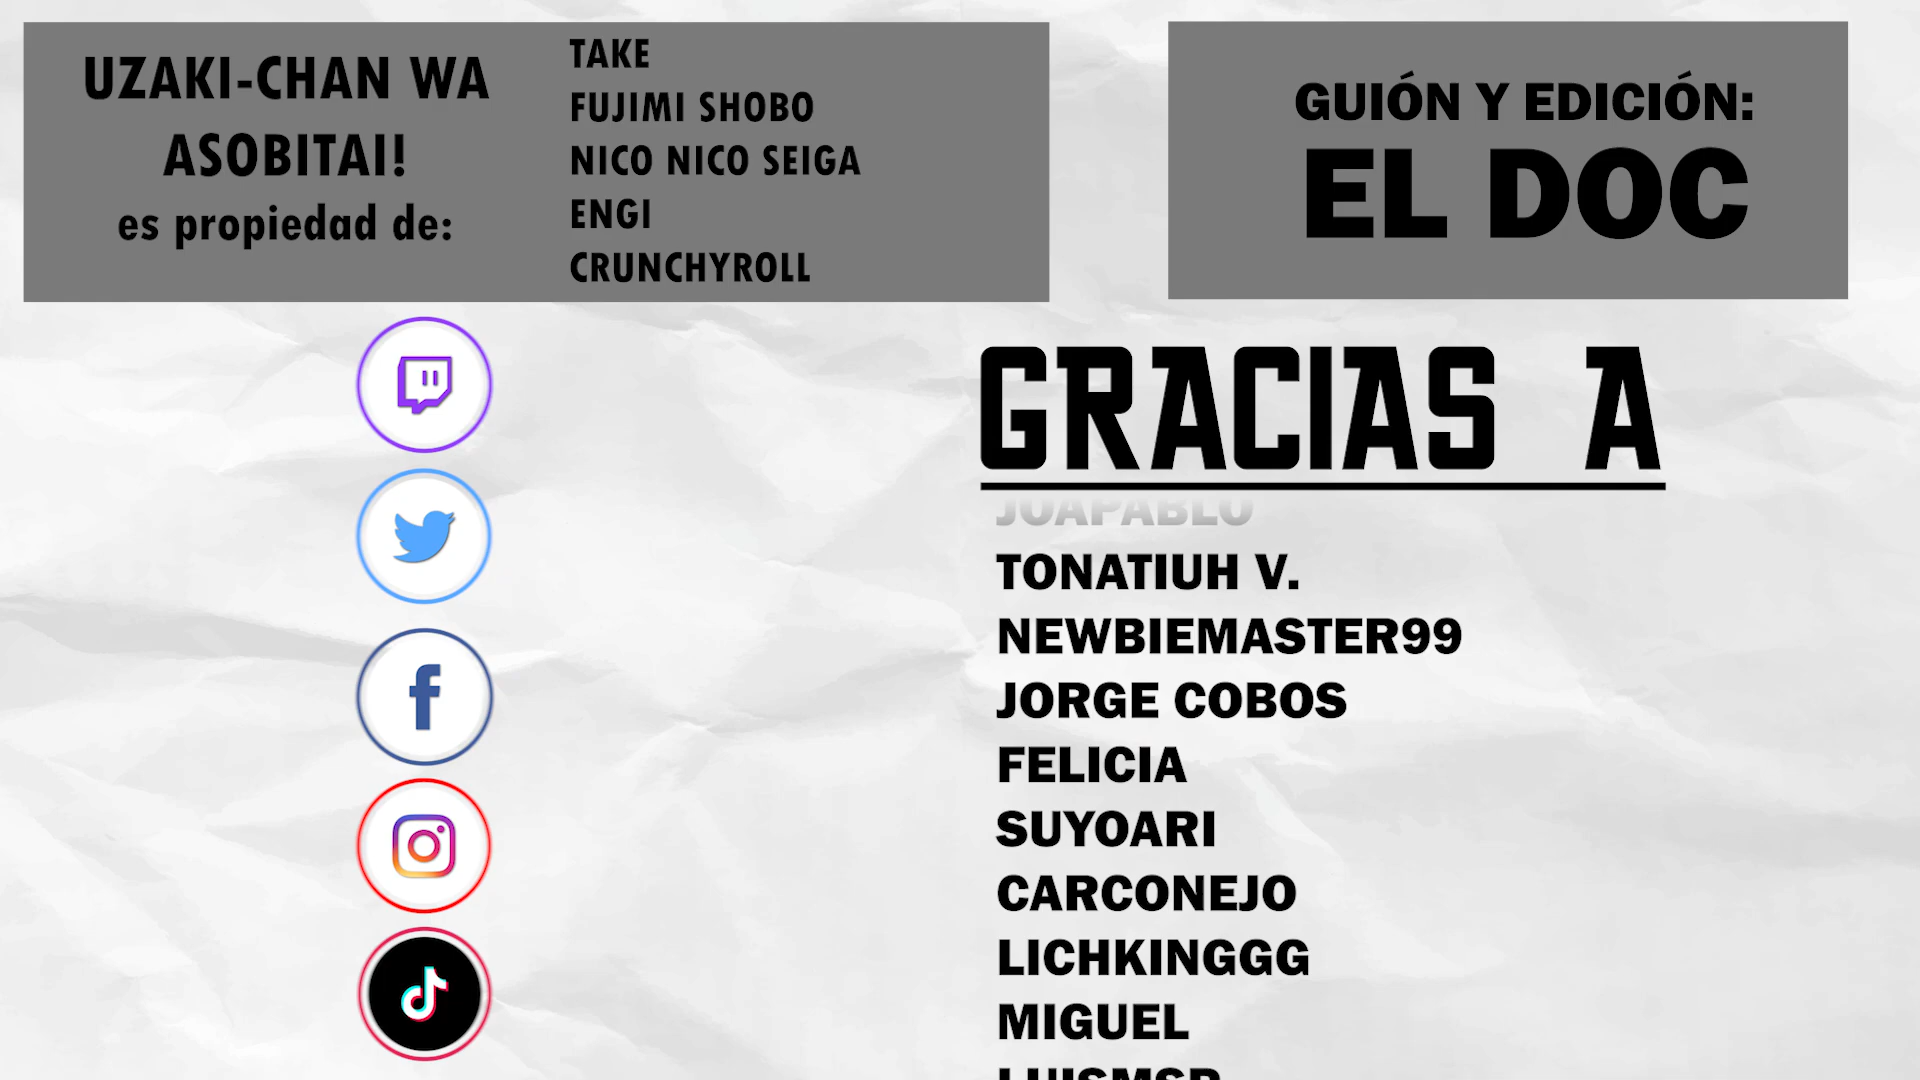 UZAKI-CHAN WA
ASOBITAI!
es propiedad de:
TAKE
FUJIMI SHOBO
NICO NICO SEIGA
ENGI
CRUNCHYROLL
GUIÓN Y EDICIÓN:
EL DOC
GRACIAS A
JOAPABLO
TONATIUH V.
NEWBIEMASTER99
JORGE COBOS
FELICIA
SUYOARI
CARCONEJO
LICHKINGGG
MIGUEL